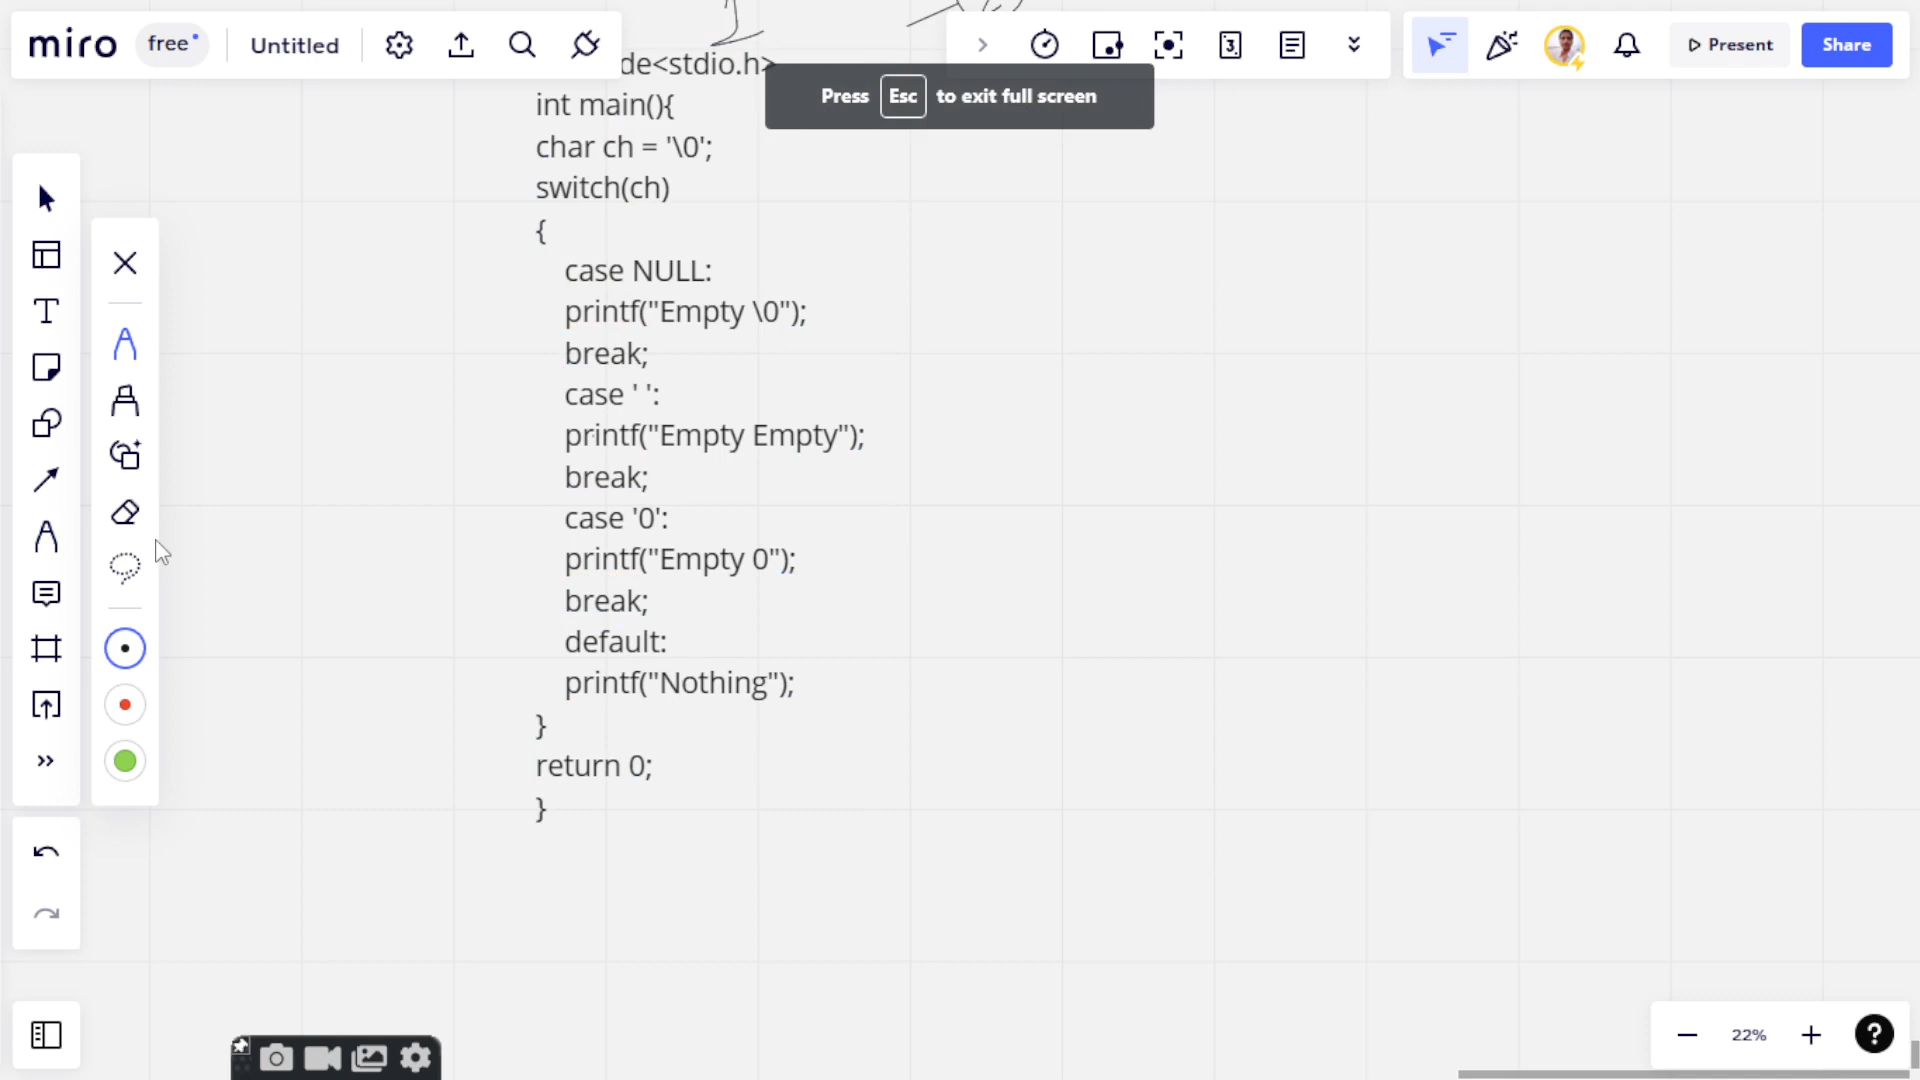 miro
free
Untitled
de<stdio.h>
Present
Share
Press Esc to exit full screen
int main(){
char ch = '\0';
switch(ch)
{
case NULL:
printf("Empty \0");
break;
case ' ':
printf("Empty Empty");
break;
case '0':
printf("Empty 0");
break;
default:
printf("Nothing");
}
return 0;
}
22%